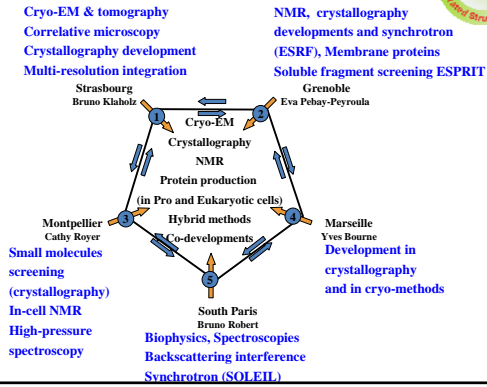 Cryo-EM & tomography
Correlative microscopy
Crystallography development
Multi-resolution integration
NMR, crystallography
developments and synchrotron
(ESRF), Membrane proteins
Soluble fragment screening ESPRIT
Strasbourg
Bruno Klaholz
Grenoble
Eva Pebay-Peyroula
1
2
Cryo-EM
Crystallography
NMR
Protein production
(in Pro and Eukaryotic cells)
Hybrid methods
Co-developments
3
4
5
Montpellier
Cathy Royer
Small molecules
screening
(crystallography)
In-cell NMR
High-pressure
spectroscopy
Marseille
Yves Bourne
Development in
crystallography
and in cryo-methods
South Paris
Bruno Robert
Biophysics, Spectroscopies
Backscattering interference
Synchrotron (SOLEIL)